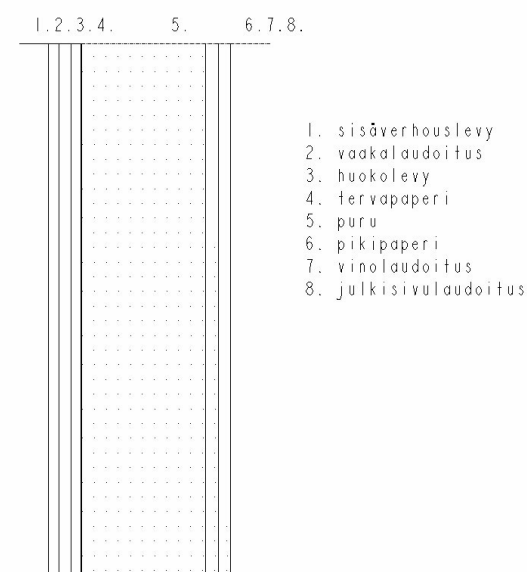 1.2.3.4. 5. 6.7.8.
1. sisäverhouslevy
2. vaakalaudoitus
3. huokolevy
4. tervapaperi
5. puru
6. pikipaperi
7. vinolaudoitus
8. julkisivulaudoitus